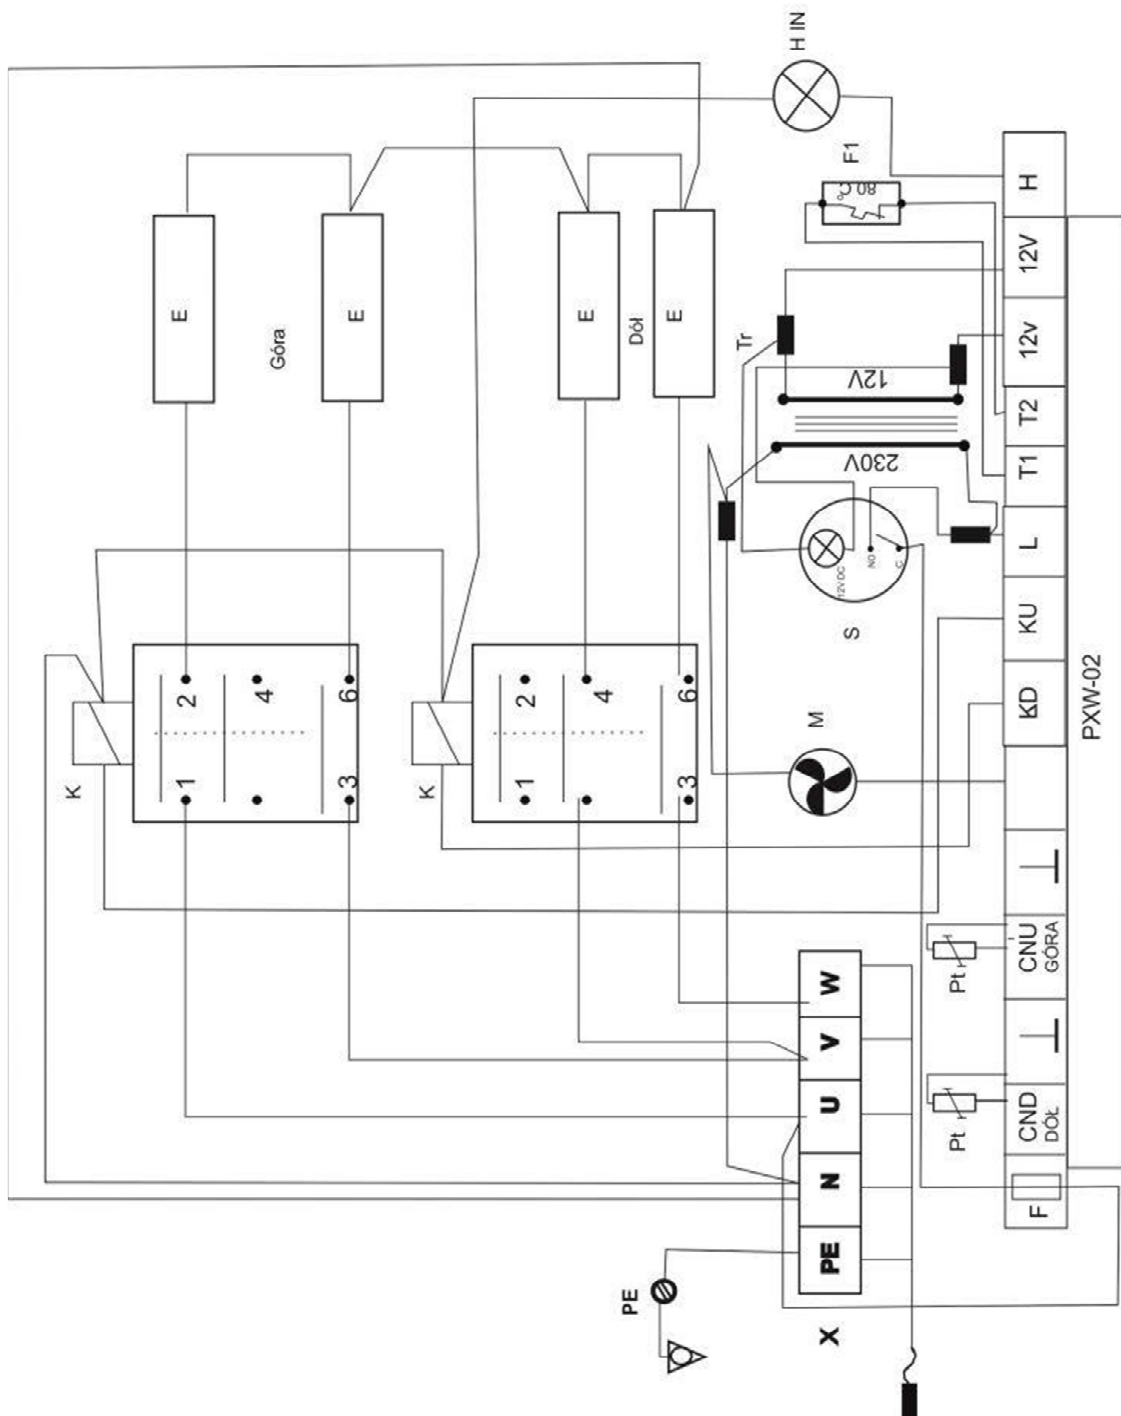 K
1 2 E
4 Góra
3 6 E
K
1 2
4 E
Dół
3 6 E
PE
Tr
H IN
X PE N U V W
M
S
12V DC
NO
C
230V
12V
F1
80 C°
Pt
Pt
F CND ⊥ CNU ⊥ KD KU L T1 T2 12v 12V H
DÓŁ GÓRA
PXW-02